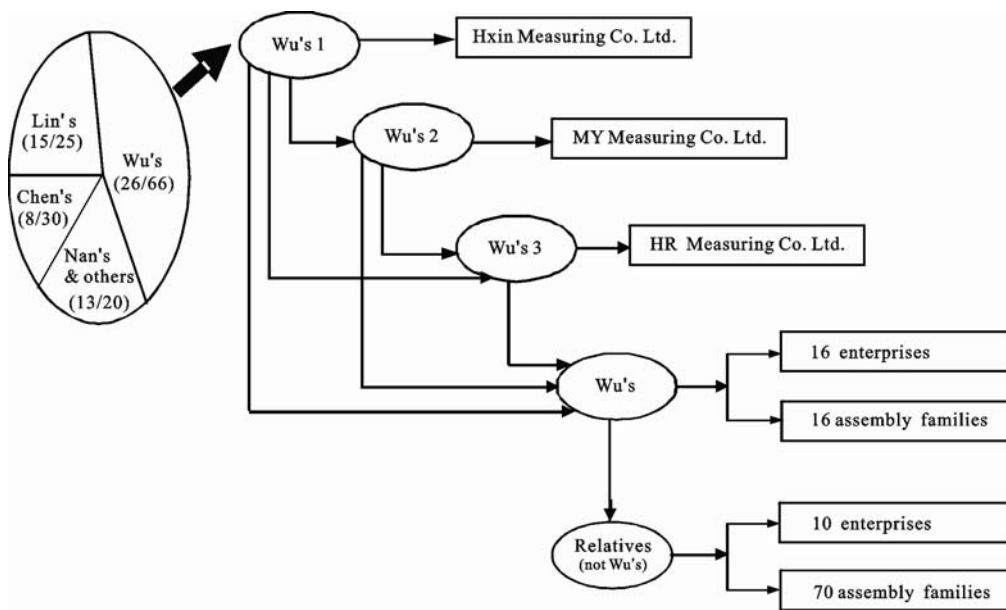 Lin's
(15/25)
Wu's
(26/66)
Chen's
(8/30)
Nan's
& others
(13/20)
Wu's 1
Hxin Measuring Co. Ltd.
Wu's 2
MY Measuring Co. Ltd.
Wu's 3
HR Measuring Co. Ltd.
Wu's
16 enterprises
16 assembly families
Relatives
(not Wu's)
10 enterprises
70 assembly families